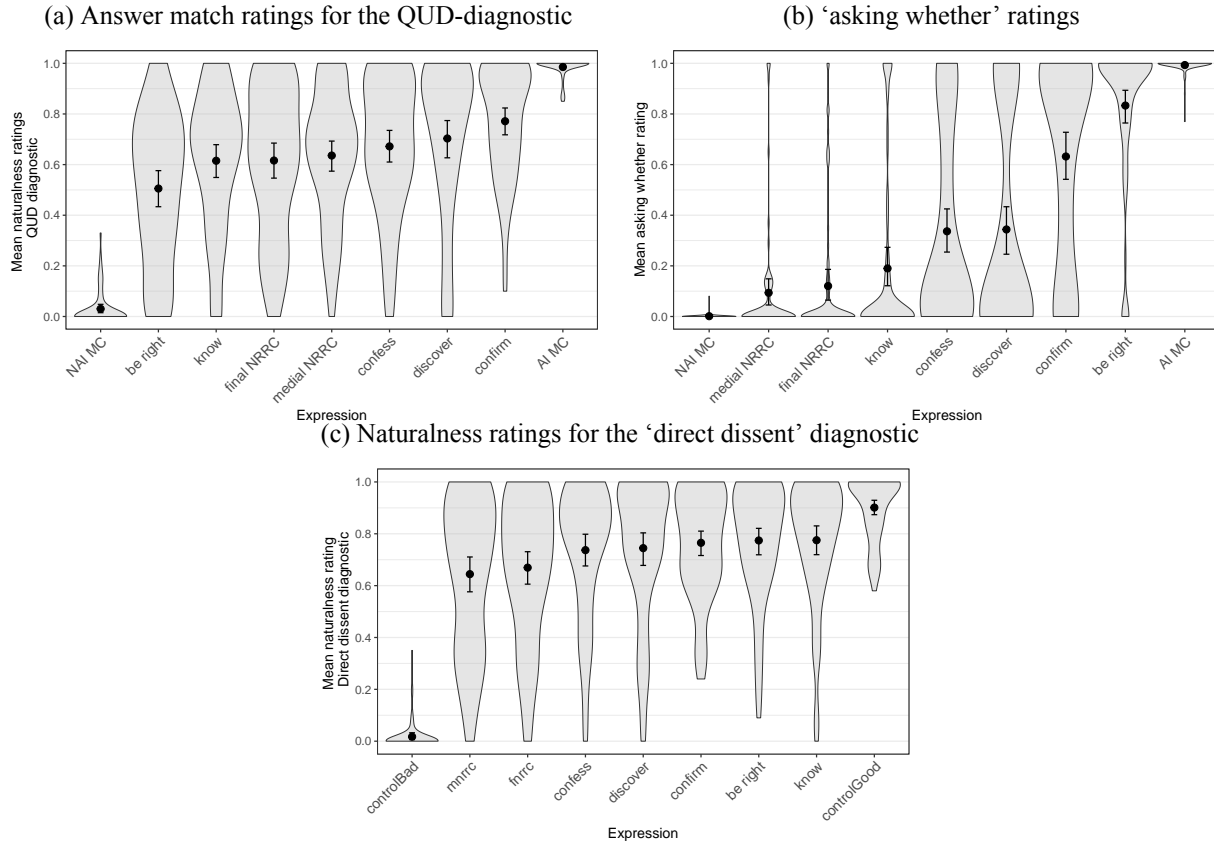 (a) Answer match ratings for the QUD-diagnostic
Mean naturalness ratings
QUD diagnostic
1.0
0.8
0.6
0.4
0.2
0.0
NAI MC
be right
know
final NRRC
medial NRRC
confess
discover
confirm
AI MC
Expression
(b) ‘asking whether’ ratings
Mean asking whether rating
1.0
0.8
0.6
0.4
0.2
0.0
NAI MC
medial NRRC
final NRRC
know
confess
discover
confirm
be right
AI MC
Expression
(c) Naturalness ratings for the ‘direct dissent’ diagnostic
Mean naturalness rating
Direct dissent diagnostic
1.0
0.8
0.6
0.4
0.2
0.0
controlBad
mnrrc
fnrrc
confess
discover
confirm
be right
know
controlGood
Expression